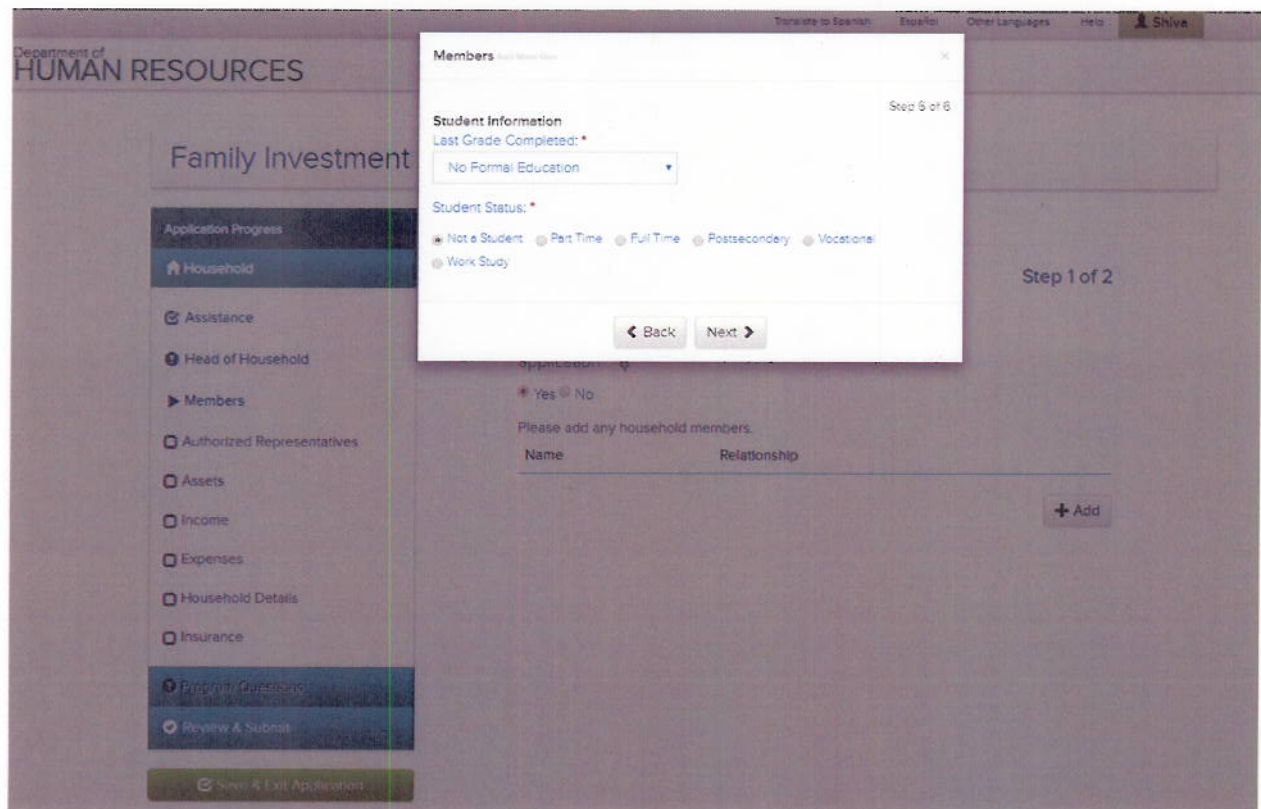 Translate to Spanish Español Other Languages Help Shiva
Department of
HUMAN RESOURCES
Members
×
Step 6 of 6
Student Information
Last Grade Completed: *
No Formal Education
Student Status: *
Not a Student Part Time Full Time Postsecondary Vocational
Work Study
Back Next
Family Investment
Application Progress
Household
Assistance
Head of Household
Members
Authorized Representatives
Assets
Income
Expenses
Household Details
Insurance
Program Questions
Review & Submit
Save & Exit Application
Step 1 of 2
Application
Yes No
Please add any household members.
Name Relationship
Add